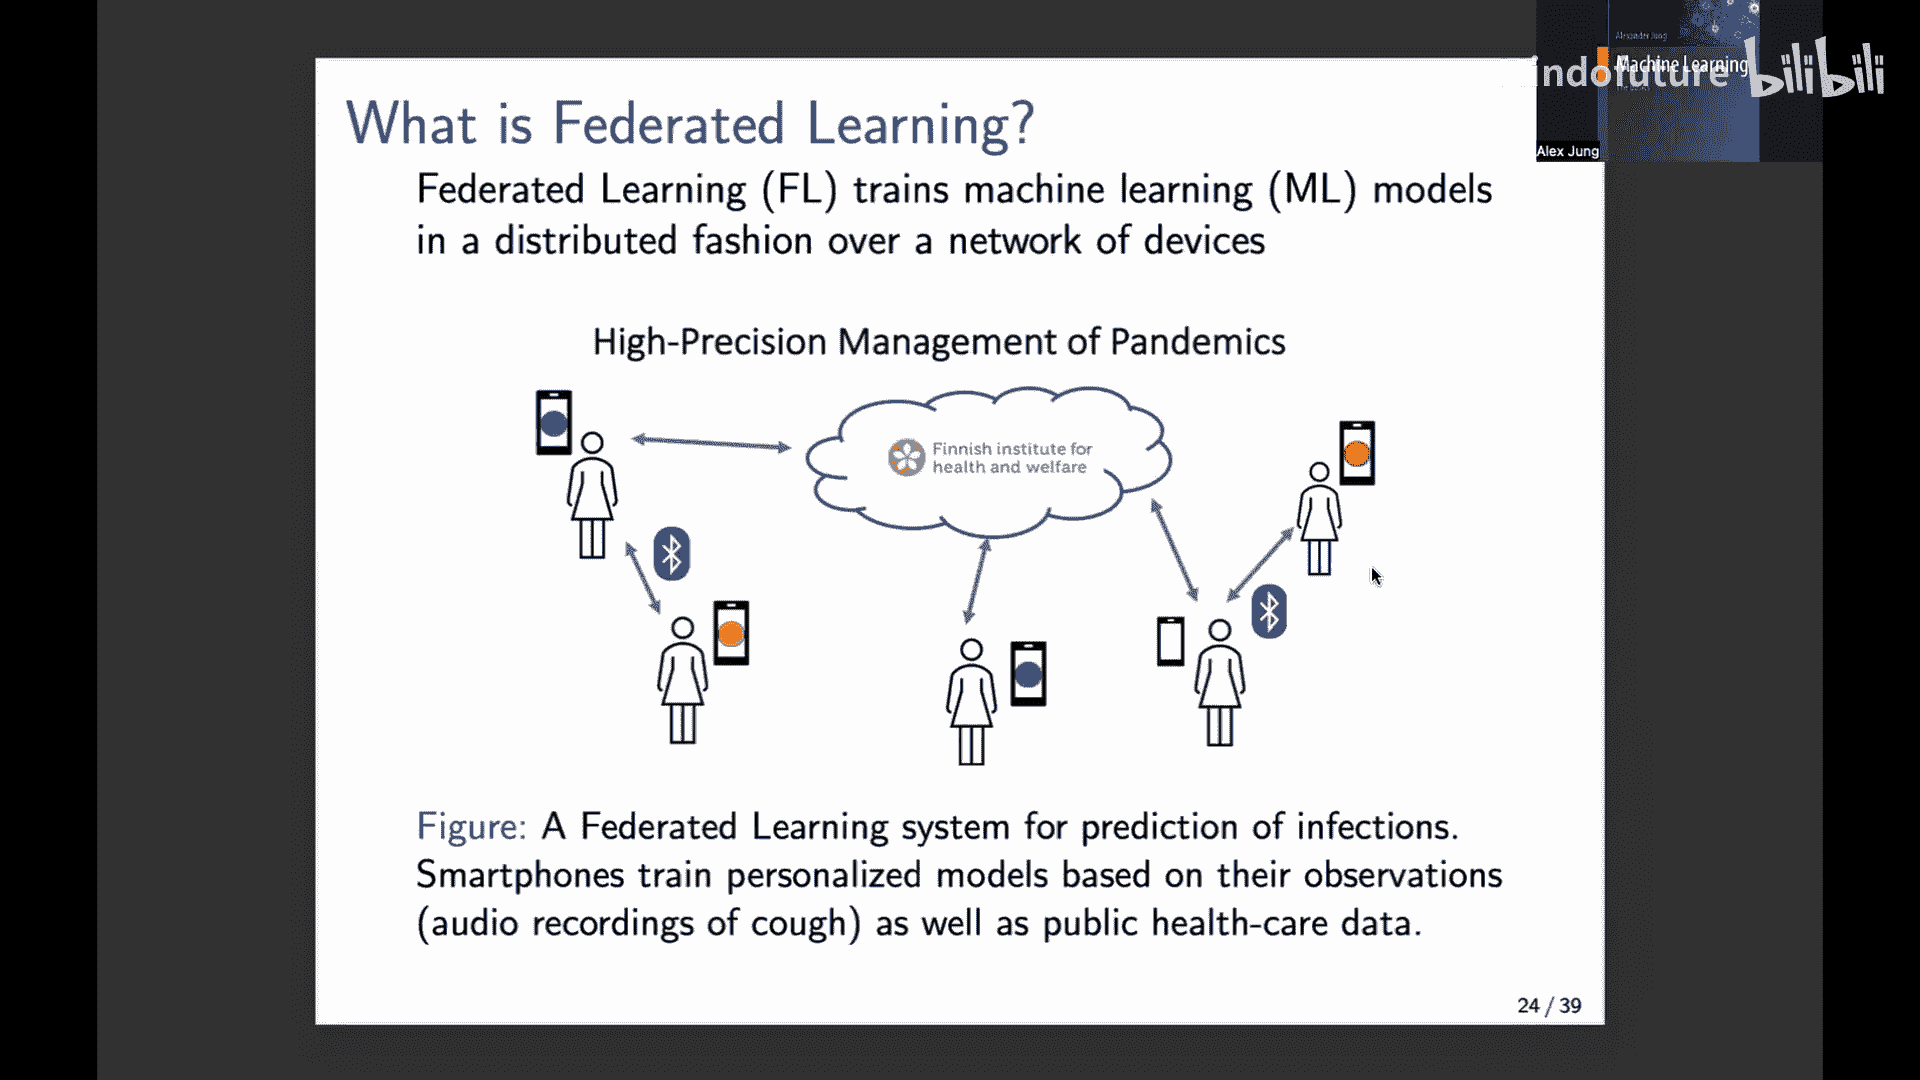 Alexander Jung
Machine Learning
indofuture bilibili
Alex Jung
What is Federated Learning?
Federated Learning (FL) trains machine learning (ML) models
in a distributed fashion over a network of devices
High-Precision Management of Pandemics
Finnish institute for
health and welfare
Figure: A Federated Learning system for prediction of infections.
Smartphones train personalized models based on their observations
(audio recordings of cough) as well as public health-care data.
24 / 39